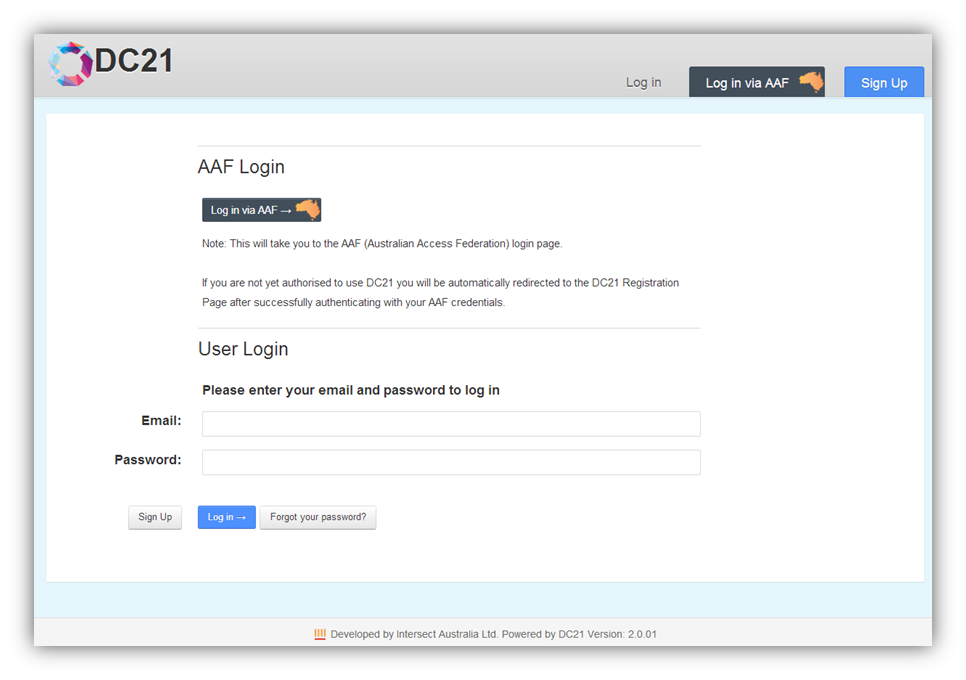 DC21
Log in
Log in via AAF
Sign Up
AAF Login
Log in via AAF →
Note: This will take you to the AAF (Australian Access Federation) login page.
If you are not yet authorised to use DC21 you will be automatically redirected to the DC21 Registration
Page after successfully authenticating with your AAF credentials.
User Login
Please enter your email and password to log in
Email:
Password:
Sign Up
Log in →
Forgot your password?
Developed by Intersect Australia Ltd. Powered by DC21 Version: 2.0.01